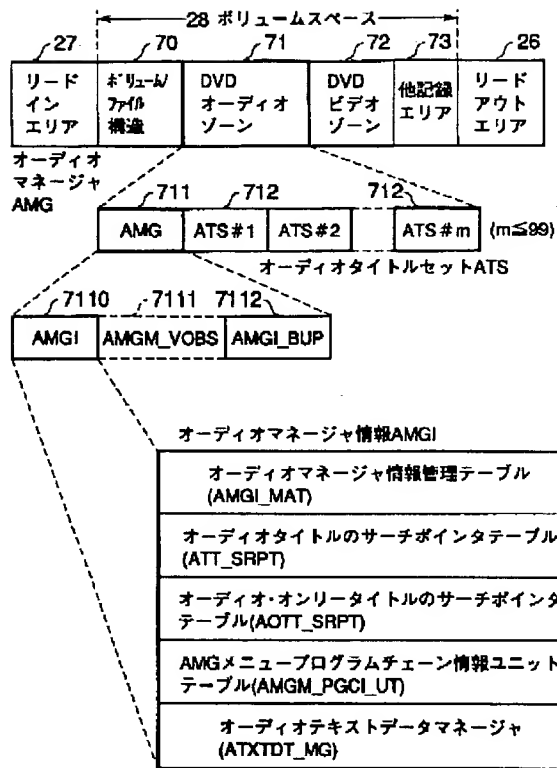 28 ボリュームスペース
27
70
71
72
73
26
リード
イン
エリア
ボリューム/
ファイル
構造
DVD
オーディオ
ゾーン
DVD
ビデオ
ゾーン
他記録
エリア
リード
アウト
エリア
オーディオ
マネージャ
AMG
711
712
712
AMG
ATS#1
ATS#2
ATS#m
(m≦99)
オーディオタイトルセットATS
7110
7111
7112
AMGI
AMGM_VOBS
AMGI_BUP
オーディオマネージャ情報AMGI
オーディオマネージャ情報管理テーブル
(AMGI_MAT)
オーディオタイトルのサーチポインタテーブル
(ATT_SRPT)
オーディオ・オンリータイトルのサーチポインタ
テーブル(AOTT_SRPT)
AMGメニュープログラムチェーン情報ユニット
テーブル(AMGM_PGCI_UT)
オーディオテキストデータマネージャ
(ATXTDT_MG)